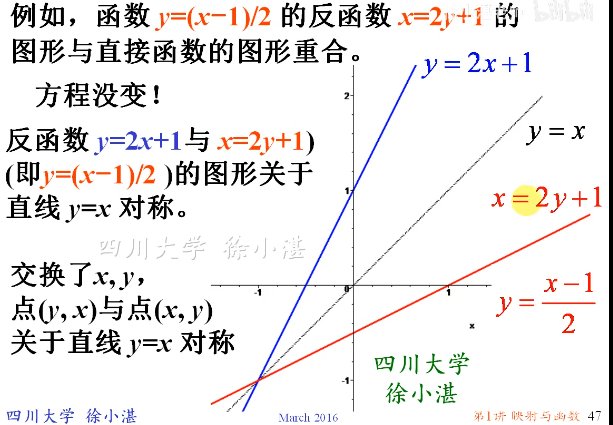 例如，函数 y=(x−1)/2 的反函数 x=2y+1 的
图形与直接函数的图形重合。
方程没变！
y = 2x+1
反函数 y=2x+1与 x=2y+1)
(即y=(x−1)/2 )的图形关于
直线 y=x 对称。
y = x
x = 2y+1
四川大学 徐小湛
交换了x, y，
点(y, x)与点(x, y)
关于直线 y=x 对称
y = \frac{x−1}{2}
2
1
-1
0
1
-1
x
四川大学
徐小湛
四川大学 徐小湛
March 2016
第1讲 映射与函数 47